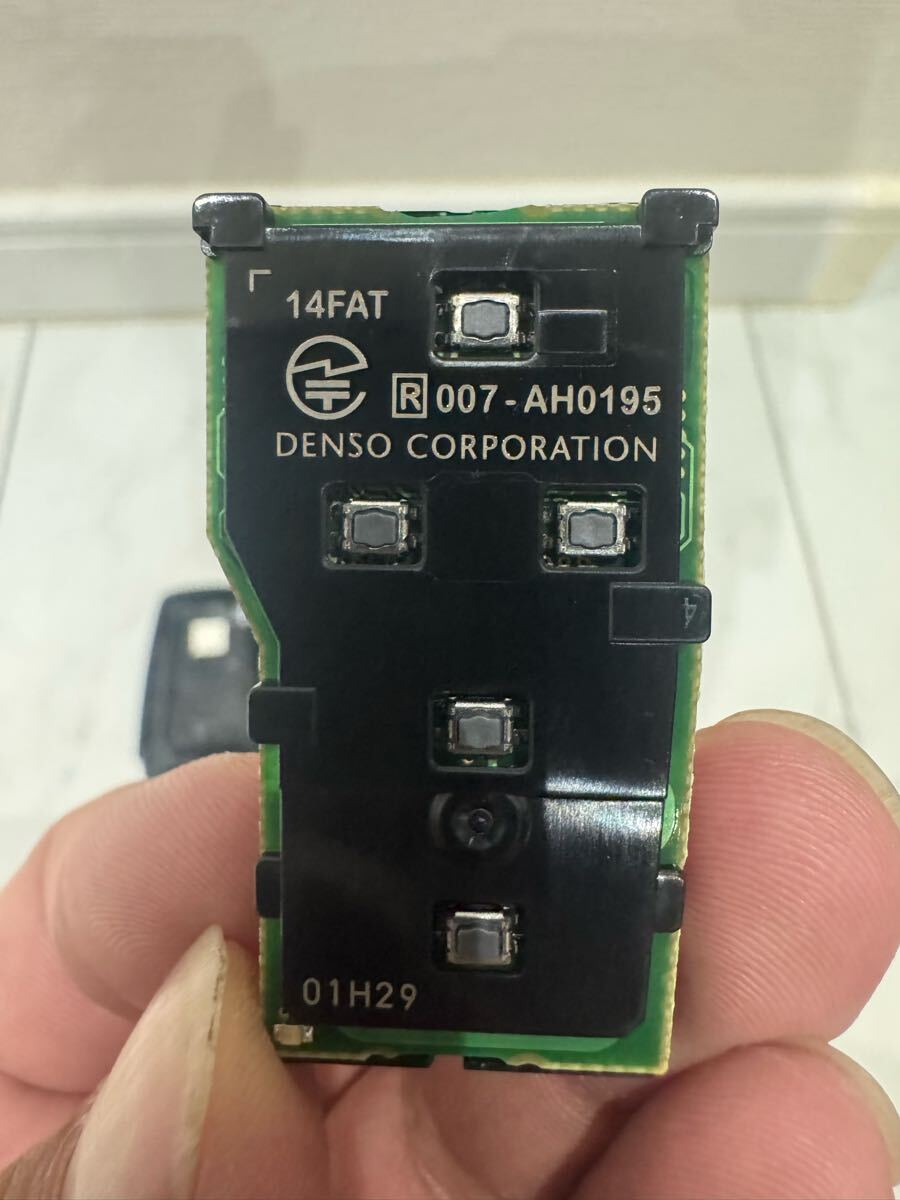 14FAT
R 007-AH0195
DENSO CORPORATION
4
01H29